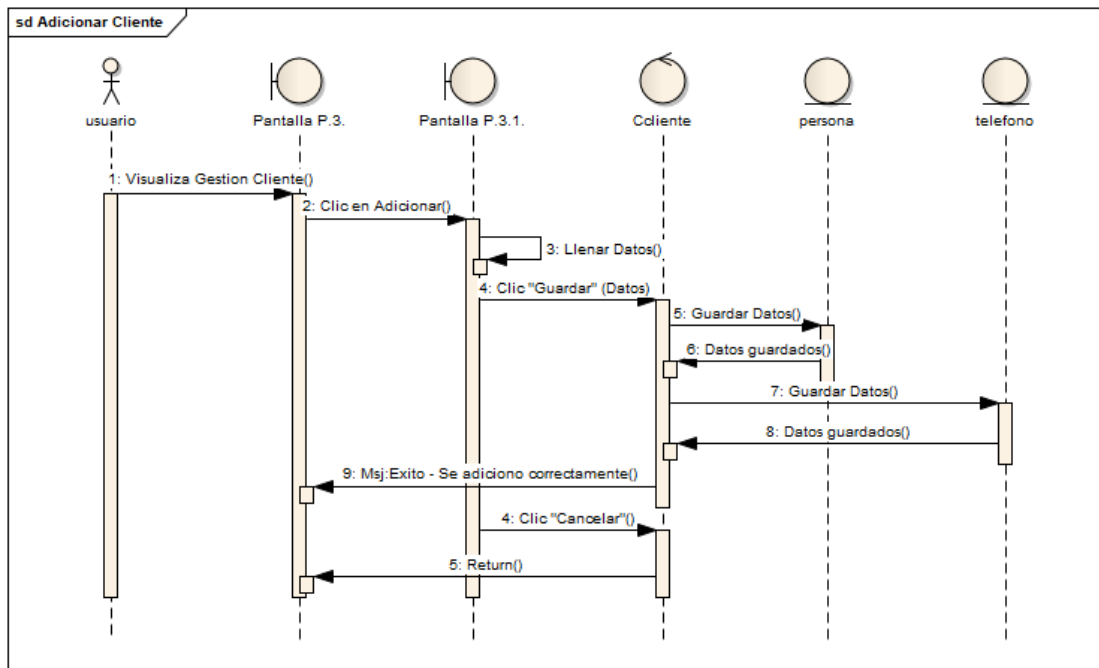 sd Adicionar Cliente
usuario
Pantalla P.3.
Pantalla P.3.1.
Ccliente
persona
telefono
1: Visualiza Gestion Cliente()
2: Clic en Adicionar()
3: Llenar Datos()
4: Clic "Guardar" (Datos)
5: Guardar Datos()
6: Datos guardados()
7: Guardar Datos()
8: Datos guardados()
9: Msj:Exito - Se adiciono correctamente()
4: Clic "Cancelar"()
5: Return()